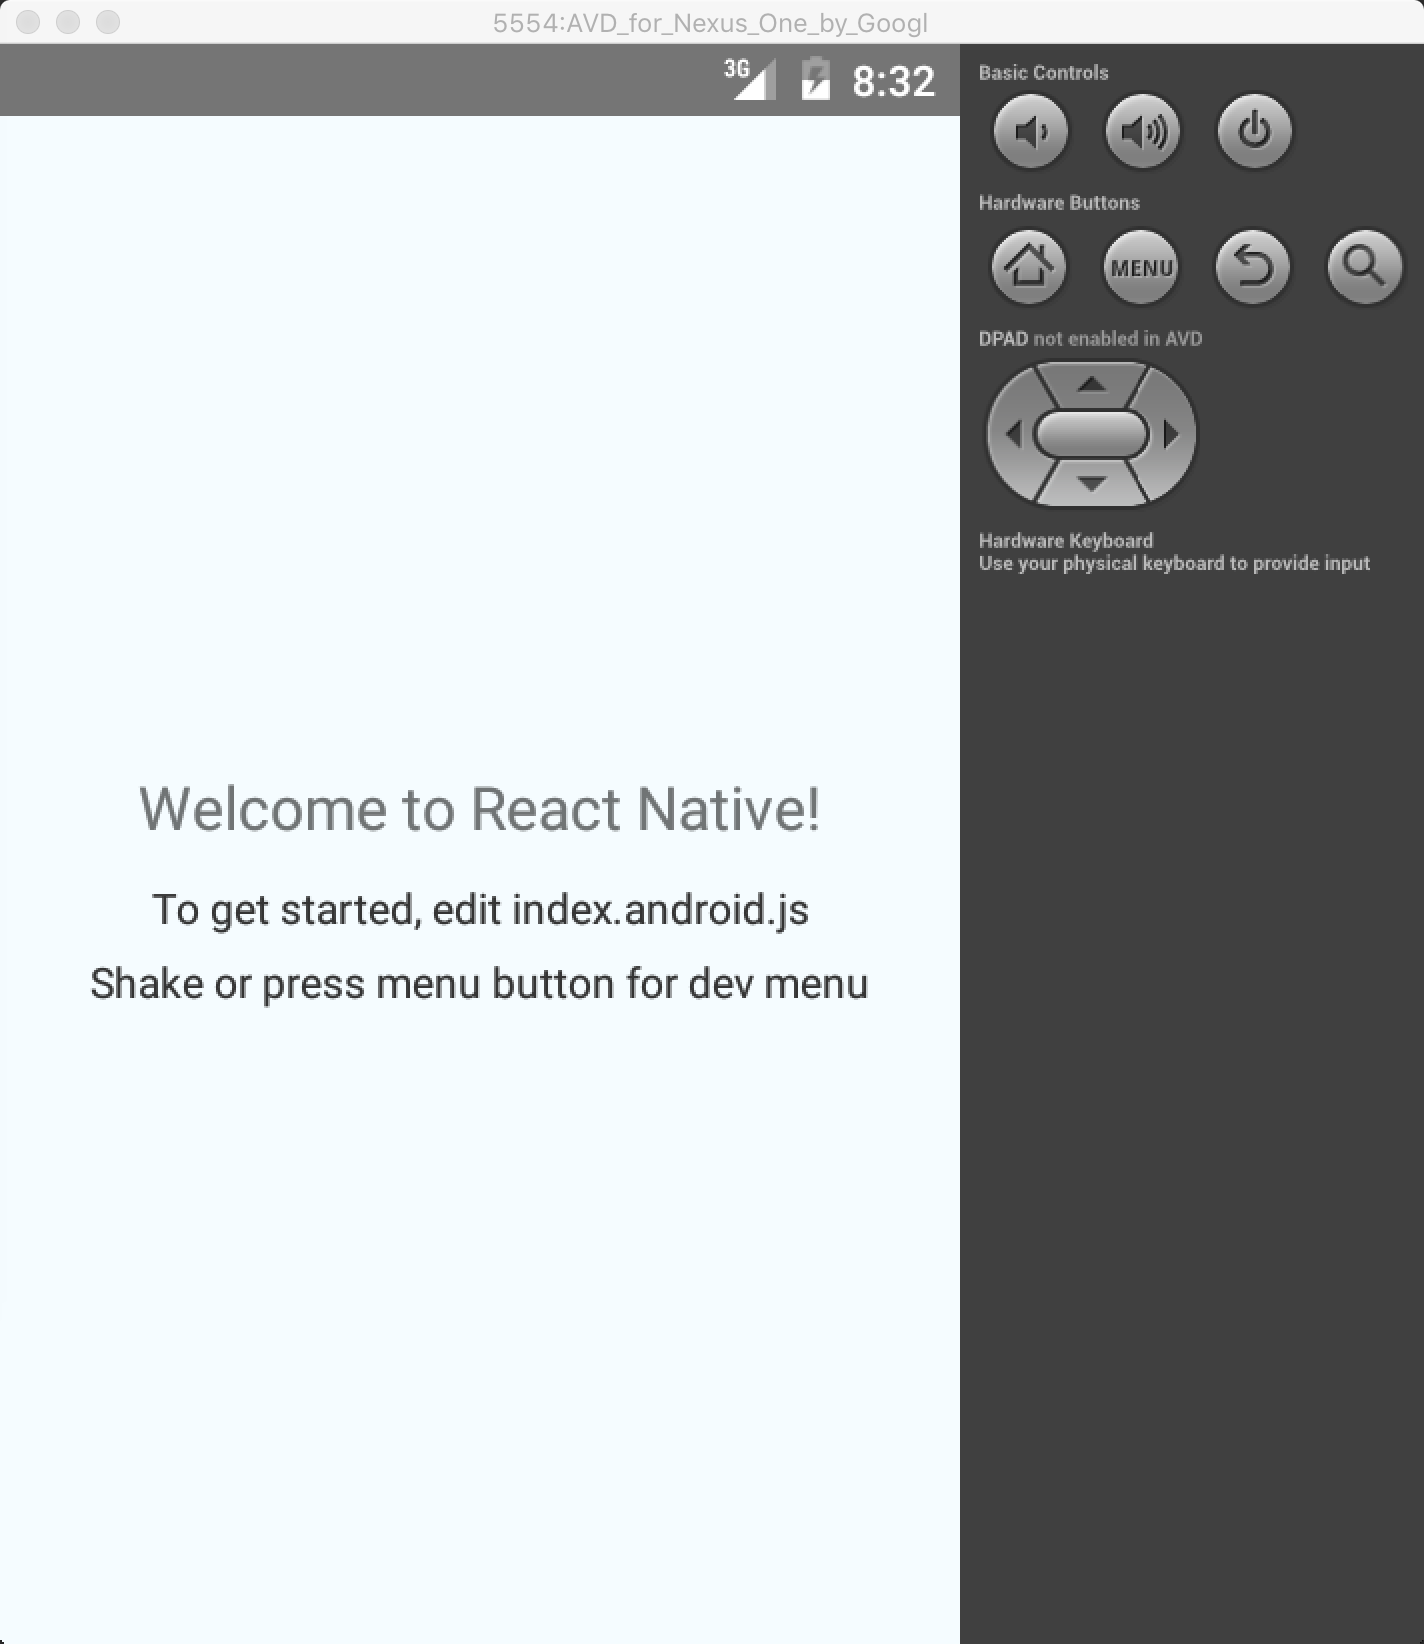 5554:AVD_for_Nexus_One_by_Googl
3G 8:32
Welcome to React Native!
To get started, edit index.android.js
Shake or press menu button for dev menu
Basic Controls
Hardware Buttons
MENU
DPAD not enabled in AVD
Hardware Keyboard
Use your physical keyboard to provide input